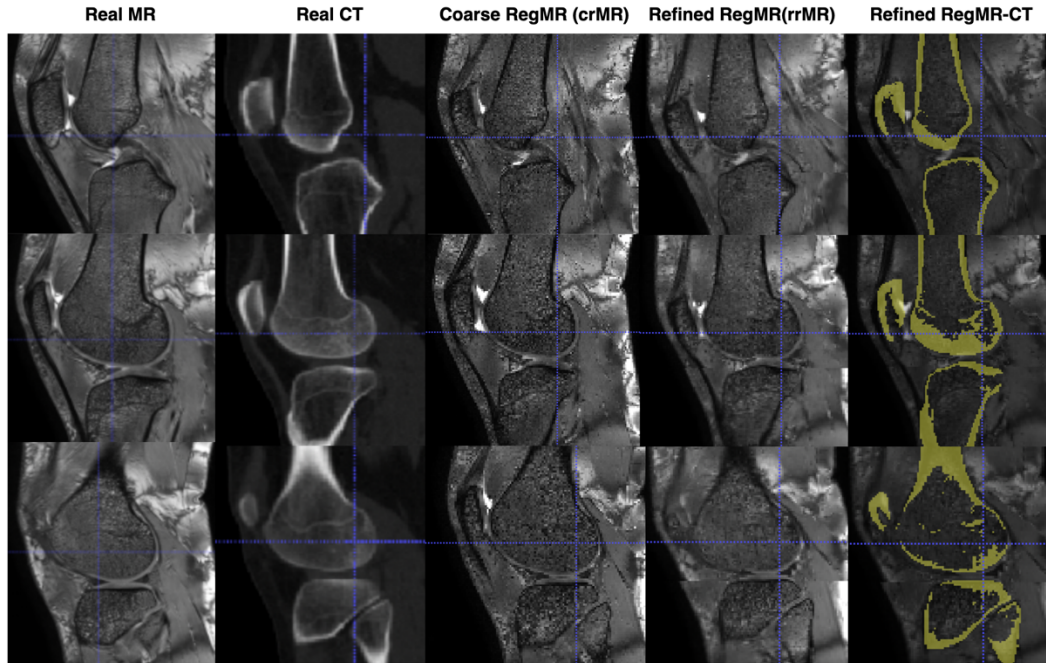 Real MR
Real CT
Coarse RegMR (crMR)
Refined RegMR(rrMR)
Refined RegMR-CT